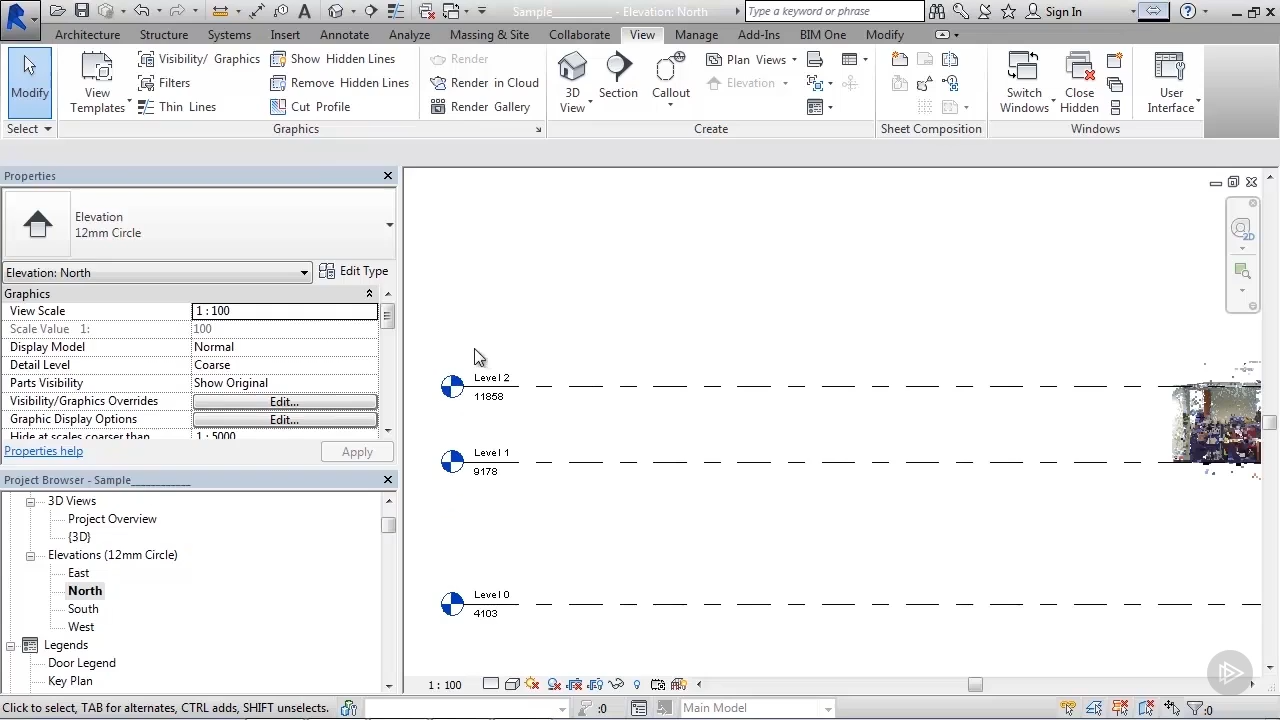 Sample__________ - Elevation: North
Type a keyword or phrase
Sign In
Architecture Structure Systems Insert Annotate Analyze Massing & Site Collaborate View Manage Add-Ins BIM One Modify
Modify
Select
View Templates
Visibility/ Graphics
Filters
Thin Lines
Show Hidden Lines
Remove Hidden Lines
Cut Profile
Graphics
Render
Render in Cloud
Render Gallery
3D View
Section
Callout
Plan Views
Elevation
Create
Sheet Composition
Switch Windows
Close Hidden
User Interface
Windows
Properties
Elevation
12mm Circle
Elevation: North
Edit Type
Graphics
View Scale 1 : 100
Scale Value 1: 100
Display Model Normal
Detail Level Coarse
Parts Visibility Show Original
Visibility/Graphics Overrides Edit...
Graphic Display Options Edit...
Hide at scales coarser than 1 : 5000
Properties help
Apply
Project Browser - Sample____________
3D Views
Project Overview
{3D}
Elevations (12mm Circle)
East
North
South
West
Legends
Door Legend
Key Plan
Level 2
11858
Level 1
9178
Level 0
4103
2D
1 : 100
Click to select, TAB for alternates, CTRL adds, SHIFT unselects.
:0
Main Model
:0